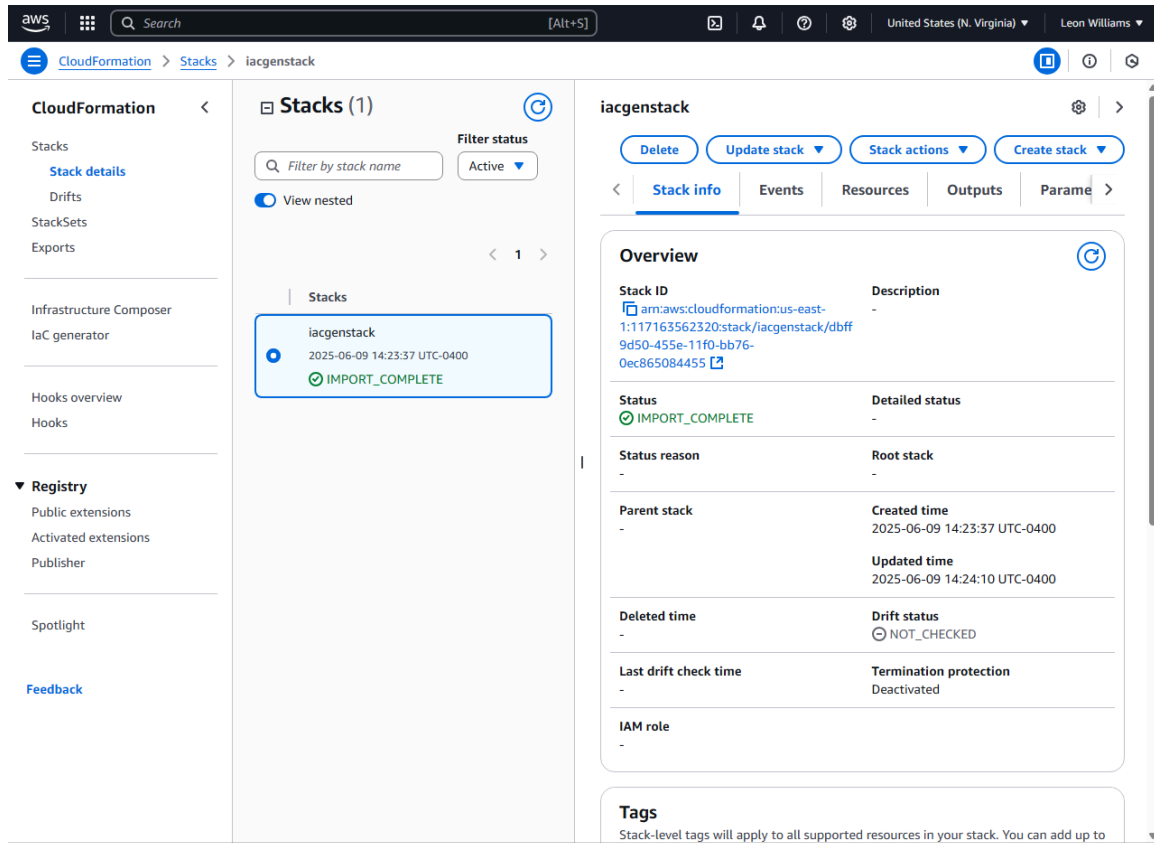 aws
Search [Alt+S]
United States (N. Virginia) ▼
Leon Williams ▼
CloudFormation > Stacks > iacgenstack
CloudFormation
Stacks
Stack details
Drifts
StackSets
Exports
Infrastructure Composer
IaC generator
Hooks overview
Hooks
▼ Registry
Public extensions
Activated extensions
Publisher
Spotlight
Feedback
Stacks (1)
Filter status
Filter by stack name
Active ▼
View nested
< 1 >
Stacks
iacgenstack
2025-06-09 14:23:37 UTC-0400
IMPORT_COMPLETE
iacgenstack
Delete
Update stack ▼
Stack actions ▼
Create stack ▼
Stack info
Events
Resources
Outputs
Parame
Overview
Stack ID
arn:aws:cloudformation:us-east-
1:117163562320:stack/iacgenstack/dbff
9d50-455e-11f0-bb76-
0ec865084455
Description
-
Status
IMPORT_COMPLETE
Detailed status
-
Status reason
-
Root stack
-
Parent stack
-
Created time
2025-06-09 14:23:37 UTC-0400
Updated time
2025-06-09 14:24:10 UTC-0400
Deleted time
-
Drift status
NOT_CHECKED
Last drift check time
-
Termination protection
Deactivated
IAM role
-
Tags
Stack-level tags will apply to all supported resources in your stack. You can add up to